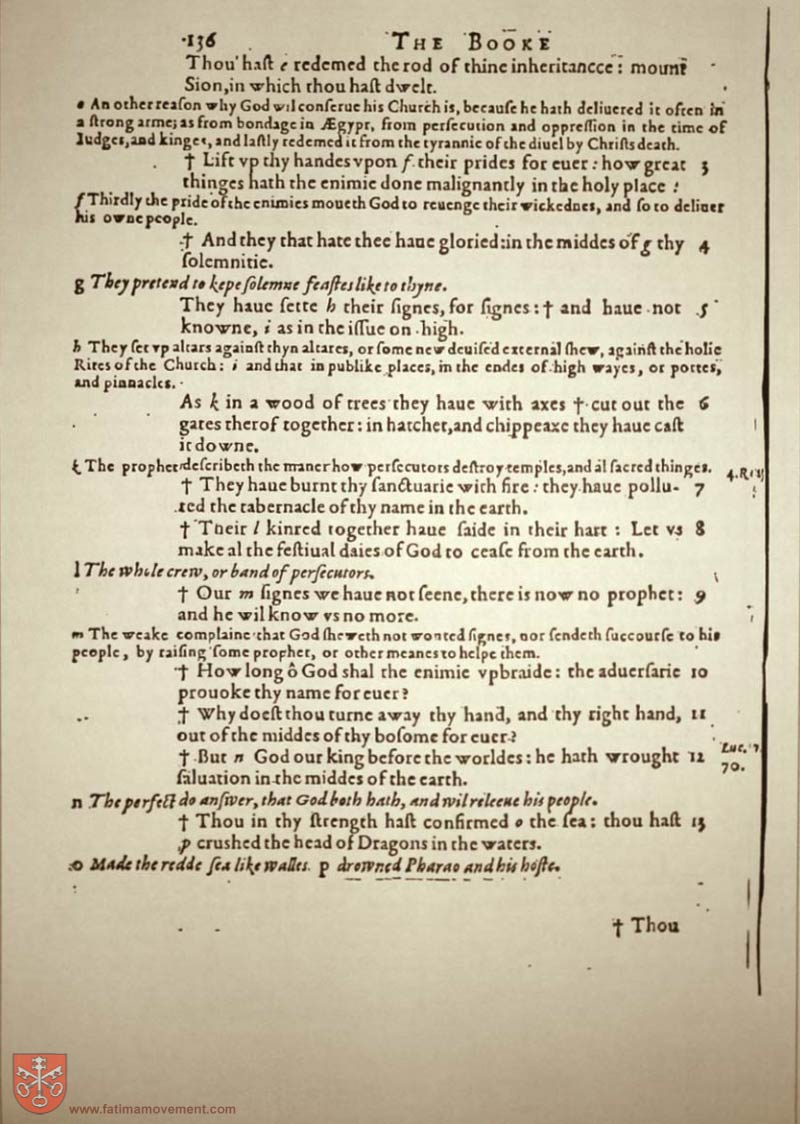 136 THE BOOKE
Thou haſt e redemed the rod of thine inheritancce: mount
Sion, in which thou haſt dwelt.
e An other reaſon why God wil conſerue his Church is, becauſe he hath deliuered it often in
a ſtrong arme; as from bondage in Ægypt, from perſecution and oppreſſion in the time of
Iudges, and kinges, and laſtly redemed it from the tyrannie of the diuel by Chriſts death.
† Lift vp thy handes vpon f their prides for euer: how great 3
thinges hath the enimie done malignantly in the holy place!
f Thirdly the pride of the enimies moueth God to reuenge their wickednes, and ſo to deliuer
his owne people.
† And they that hate thee haue gloried: in the middes of g thy 4
ſolemnitie.
g They pretend to kepe ſolemne feaſtes like to thyne.
They haue ſette h their ſignes, for ſignes: † and haue not 5
knowne, i as in the iſſue on high.
h They ſet vp altars againſt thyn altares, or ſome new deuiſed external ſhew, againſt the holie
Rites of the Church: i and that in publike places, in the endes of high wayes, or portes,
and pinnacles.
As k in a wood of trees they haue with axes † cut out the 6
gates therof together: in hatchet, and chippeaxe they haue caſt
it downe.
k The prophet deſcribeth the maner how perſecutors deſtroy temples, and al ſacred thinges.
4. Re
† They haue burnt thy ſanctuarie with fire: they haue pollu- 7
ted the tabernacle of thy name in the earth.
† Their l kinred together haue ſaide in their hart: Let vs 8
make al the feſtiual daies of God to ceaſe from the earth.
l The whole crew, or band of perſecutors.
† Our m ſignes we haue not ſeene, there is now no prophet: 9
and he wil know vs no more.
m The weake complaine that God ſheweth not wonted ſignes, nor ſendeth ſuccourſe to his
people, by raiſing ſome prophet, or other meanes to helpe them.
† How long ô God shal the enimie vpbraide: the aduerſarie 10
prouoke thy name for euer?
† Why doeſt thou turne away thy hand, and thy right hand, 11
out of the middes of thy boſome for euer?
† But n God our king before the worldes: he hath wrought 12
ſaluation in the middes of the earth.
Luc. 1.
70.
n The perfect do anſwer, that God both hath, and wil releeue his people.
† Thou in thy ſtrength haſt confirmed o the ſea: thou haſt 13
p crushed the head of Dragons in the waters.
o Made the redde ſea like walles. p drowned Pharao and his hoſte.
† Thou
www.fatimamovement.com